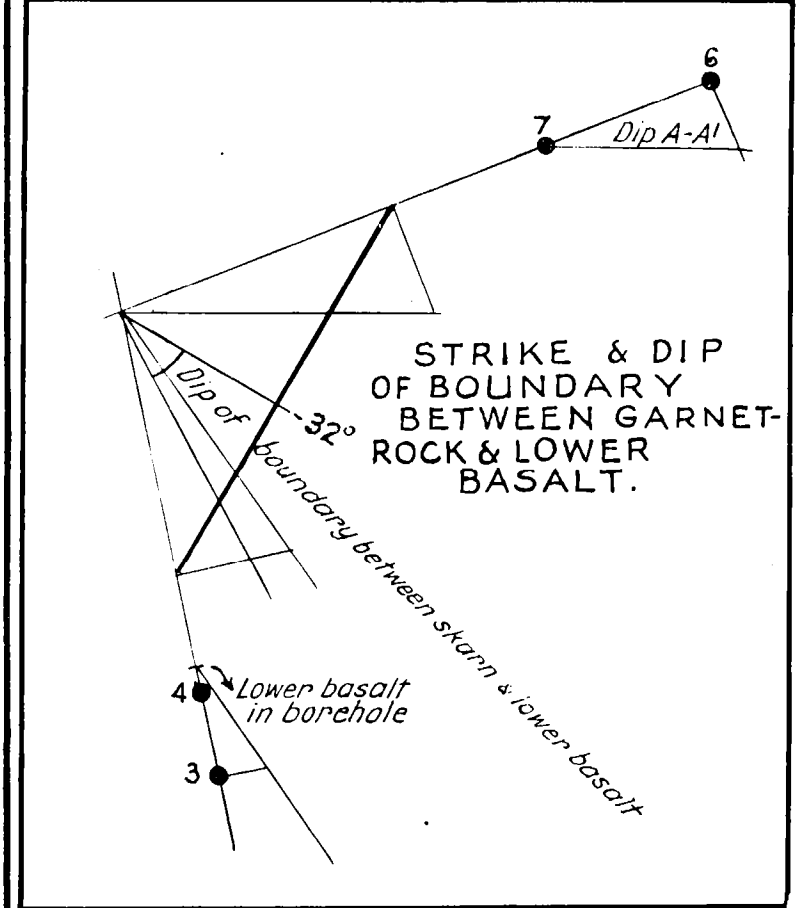 6
7
Dip A-A'
STRIKE & DIP
OF BOUNDARY
BETWEEN GARNET-
ROCK & LOWER
BASALT.
-32°
Dip of boundary between skarn & lower basalt
4
Lower basalt
in borehole
3